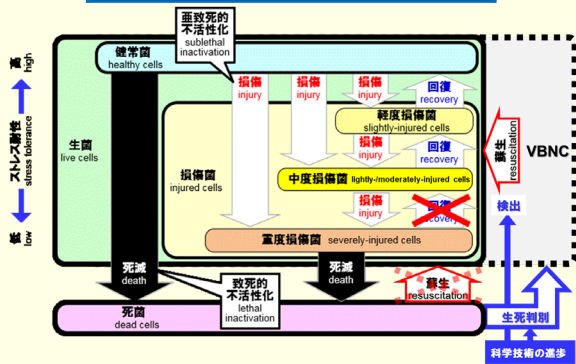 亜致死的
不活性化
sublethal
inactivation
健常菌
healthy cells
高
high
ストレス耐性
stress tolerance
低
low
損傷
injury
損傷
injury
損傷
injury
回復
recovery
軽度損傷菌
slightly-injured cells
生菌
live cells
損傷菌
injured cells
損傷
injury
回復
recovery
中度損傷菌 lightly-/moderately-injured cells
損傷
injury
回復
recovery
重度損傷菌 severely-injured cells
蘇生
resuscitation
VBNC
検出
死滅
death
致死的
不活性化
lethal
inactivation
死滅
death
蘇生
resuscitation
死菌
dead cells
生死判別
科学技術の進歩